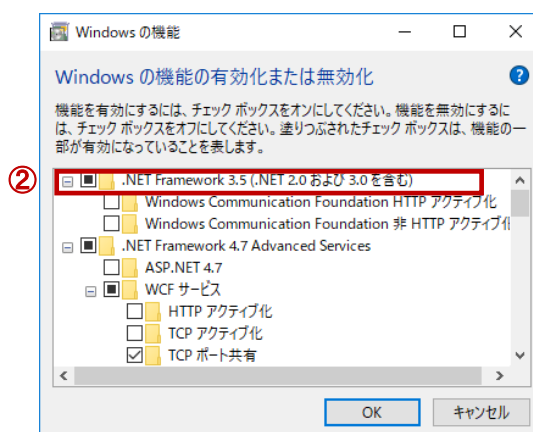 Windows の機能
Windows の機能の有効化または無効化
機能を有効にするには、チェック ボックスをオンにしてください。機能を無効にするに
は、チェック ボックスをオフにしてください。塗りつぶされたチェック ボックスは、機能の一
部が有効になっていることを表します。
②
.NET Framework 3.5 (.NET 2.0 および 3.0 を含む)
Windows Communication Foundation HTTP アクティブ化
Windows Communication Foundation 非 HTTP アクティブ化
.NET Framework 4.7 Advanced Services
ASP.NET 4.7
WCF サービス
HTTP アクティブ化
TCP アクティブ化
TCP ポート共有
OK キャンセル